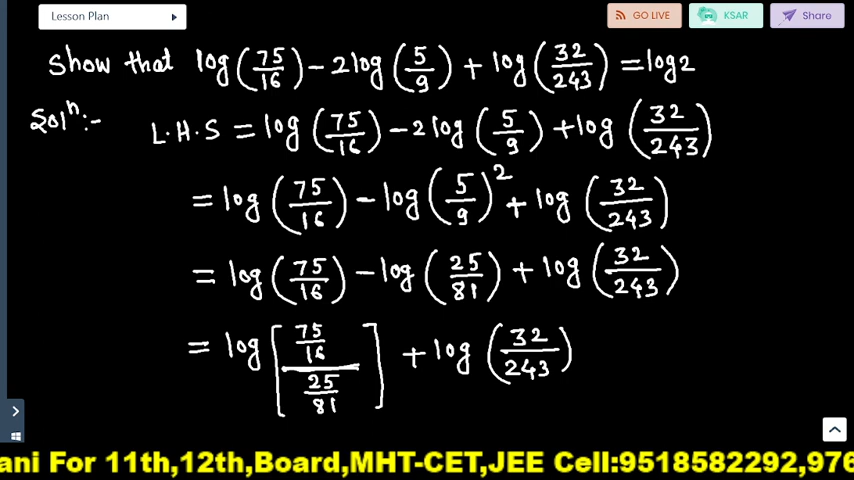 Lesson Plan
GO LIVE
KSAR
Share
Show that log(75/16) - 2log(5/9) + log(32/243) = log2
Solⁿ:-
L.H.S = log(75/16) - 2log(5/9) + log(32/243)
= log(75/16) - log(5/9)² + log(32/243)
= log(75/16) - log(25/81) + log(32/243)
= log[(75/16)/(25/81)] + log(32/243)
ani For 11th,12th,Board,MHT-CET,JEE Cell:9518582292,976